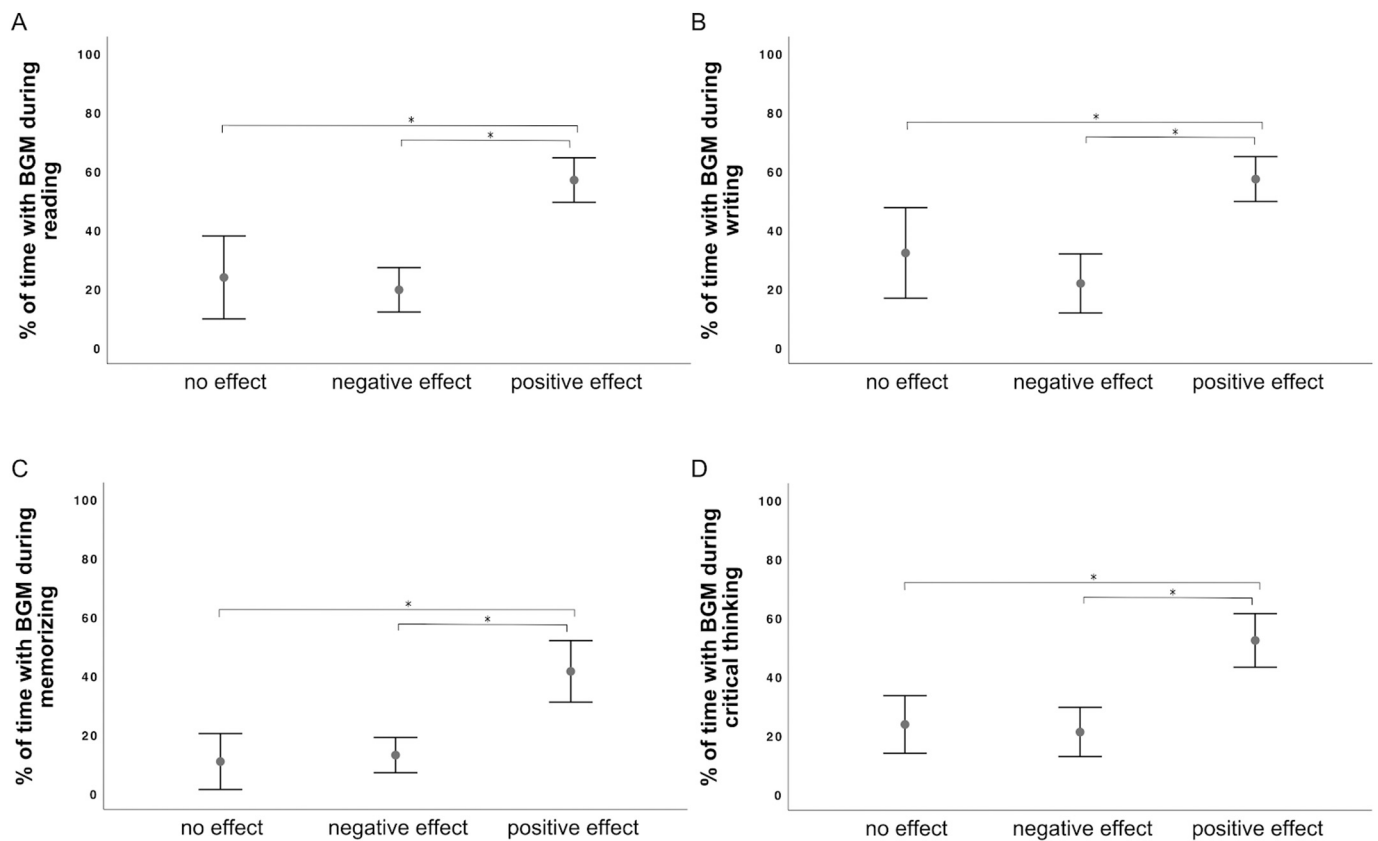 A
% of time with BGM during
reading
100
80
60
40
20
0
*
*
no effect negative effect positive effect
B
% of time with BGM during
writing
100
80
60
40
20
0
*
*
no effect negative effect positive effect
C
% of time with BGM during
memorizing
100
80
60
40
20
0
*
*
no effect negative effect positive effect
D
% of time with BGM during
critical thinking
100
80
60
40
20
0
*
*
no effect negative effect positive effect